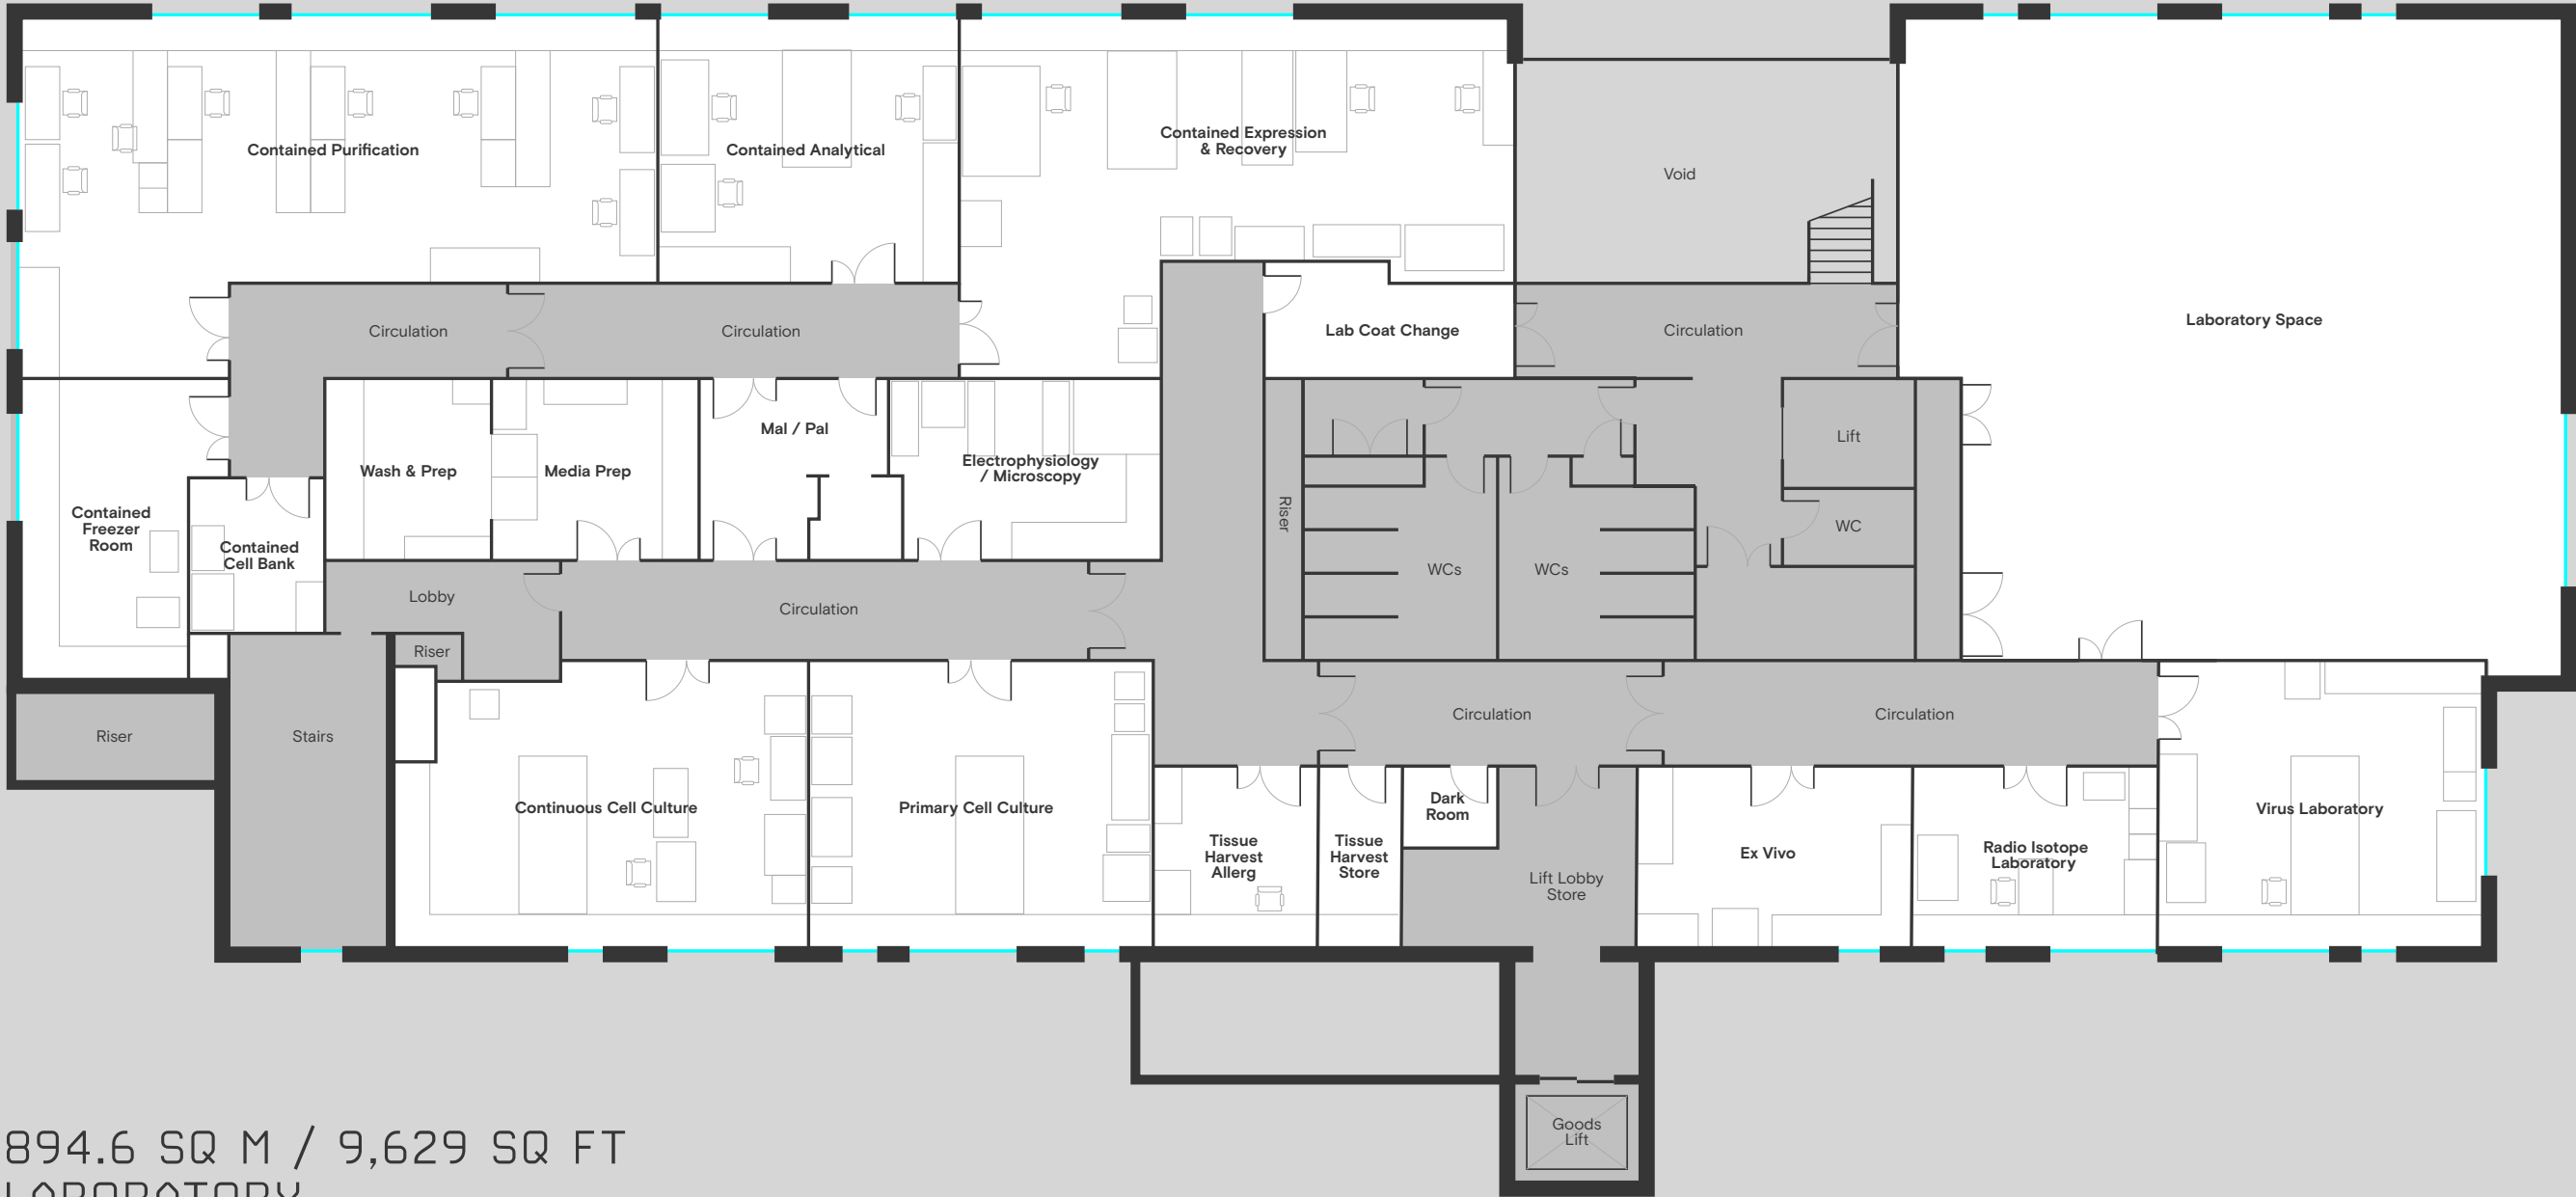 Contained Purification
Contained Analytical
Contained Expression
& Recovery
Void
Laboratory Space
Circulation
Circulation
Lab Coat Change
Circulation
Mal / Pal
Wash & Prep
Media Prep
Electrophysiology
/ Microscopy
Lift
Contained
Freezer
Room
Contained
Cell Bank
Riser
WC
Lobby
Circulation
WCs
WCs
Riser
Riser
Stairs
Circulation
Circulation
Continuous Cell Culture
Primary Cell Culture
Dark
Room
Virus Laboratory
Tissue
Harvest
Allerg
Tissue
Harvest
Store
Lift Lobby
Store
Ex Vivo
Radio Isotope
Laboratory
Goods
Lift
894.6 SQ M / 9,629 SQ FT
LABORATORY